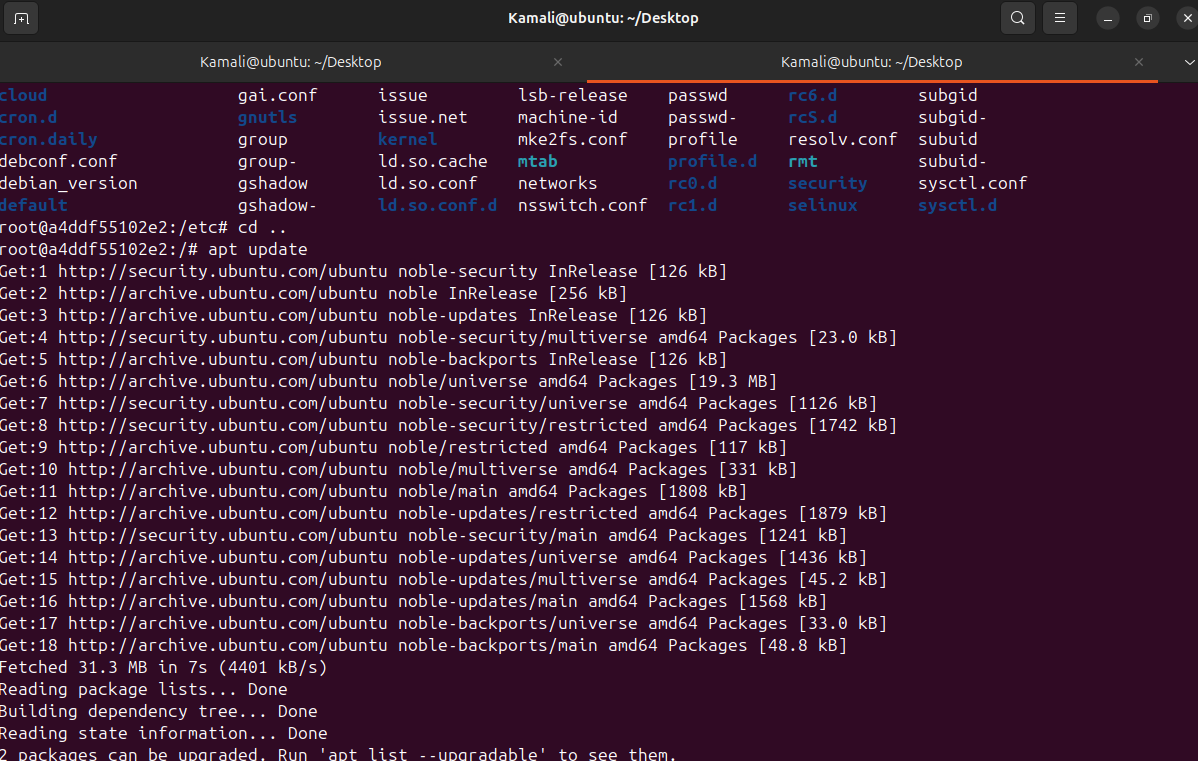 Kamali@ubuntu: ~/Desktop
Kamali@ubuntu: ~/Desktop × Kamali@ubuntu: ~/Desktop ×
cloud gai.conf issue lsb-release passwd rc6.d subgid
cron.d gnutls issue.net machine-id passwd- rcS.d subgid-
cron.daily group kernel mke2fs.conf profile resolv.conf subuid
debconf.conf group- ld.so.cache mtab profile.d rmt subuid-
debian_version gshadow ld.so.conf networks rc0.d security sysctl.conf
default gshadow- ld.so.conf.d nsswitch.conf rc1.d selinux sysctl.d
root@a4ddf55102e2:/etc# cd ..
root@a4ddf55102e2:/# apt update
Get:1 http://security.ubuntu.com/ubuntu noble-security InRelease [126 kB]
Get:2 http://archive.ubuntu.com/ubuntu noble InRelease [256 kB]
Get:3 http://archive.ubuntu.com/ubuntu noble-updates InRelease [126 kB]
Get:4 http://security.ubuntu.com/ubuntu noble-security/multiverse amd64 Packages [23.0 kB]
Get:5 http://archive.ubuntu.com/ubuntu noble-backports InRelease [126 kB]
Get:6 http://archive.ubuntu.com/ubuntu noble/universe amd64 Packages [19.3 MB]
Get:7 http://security.ubuntu.com/ubuntu noble-security/universe amd64 Packages [1126 kB]
Get:8 http://security.ubuntu.com/ubuntu noble-security/restricted amd64 Packages [1742 kB]
Get:9 http://archive.ubuntu.com/ubuntu noble/restricted amd64 Packages [117 kB]
Get:10 http://archive.ubuntu.com/ubuntu noble/multiverse amd64 Packages [331 kB]
Get:11 http://archive.ubuntu.com/ubuntu noble/main amd64 Packages [1808 kB]
Get:12 http://archive.ubuntu.com/ubuntu noble-updates/restricted amd64 Packages [1879 kB]
Get:13 http://security.ubuntu.com/ubuntu noble-security/main amd64 Packages [1241 kB]
Get:14 http://archive.ubuntu.com/ubuntu noble-updates/universe amd64 Packages [1436 kB]
Get:15 http://archive.ubuntu.com/ubuntu noble-updates/multiverse amd64 Packages [45.2 kB]
Get:16 http://archive.ubuntu.com/ubuntu noble-updates/main amd64 Packages [1568 kB]
Get:17 http://archive.ubuntu.com/ubuntu noble-backports/universe amd64 Packages [33.0 kB]
Get:18 http://archive.ubuntu.com/ubuntu noble-backports/main amd64 Packages [48.8 kB]
Fetched 31.3 MB in 7s (4401 kB/s)
Reading package lists... Done
Building dependency tree... Done
Reading state information... Done
2 packages can be upgraded. Run 'apt list --upgradable' to see them.